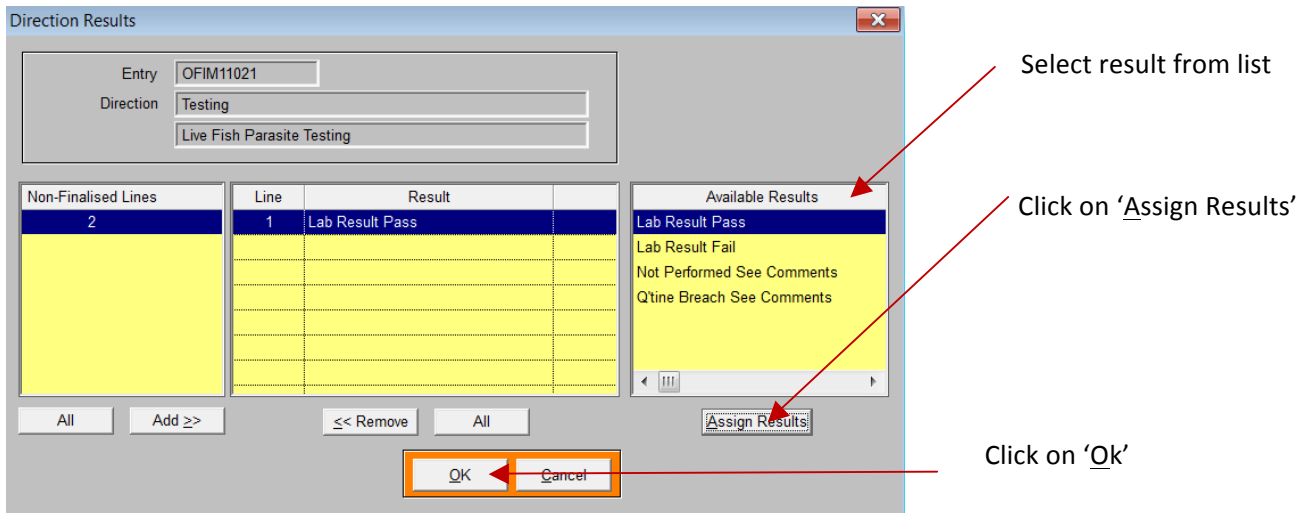 Direction Results
Entry OFIM11021
Direction Testing
Live Fish Parasite Testing
Non-Finalised Lines
2
Line Result
1 Lab Result Pass
Available Results
Lab Result Pass
Lab Result Fail
Not Performed See Comments
Q'tine Breach See Comments
All Add >> << Remove All Assign Results
OK Cancel
Select result from list
Click on ‘Assign Results’
Click on ‘Ok’